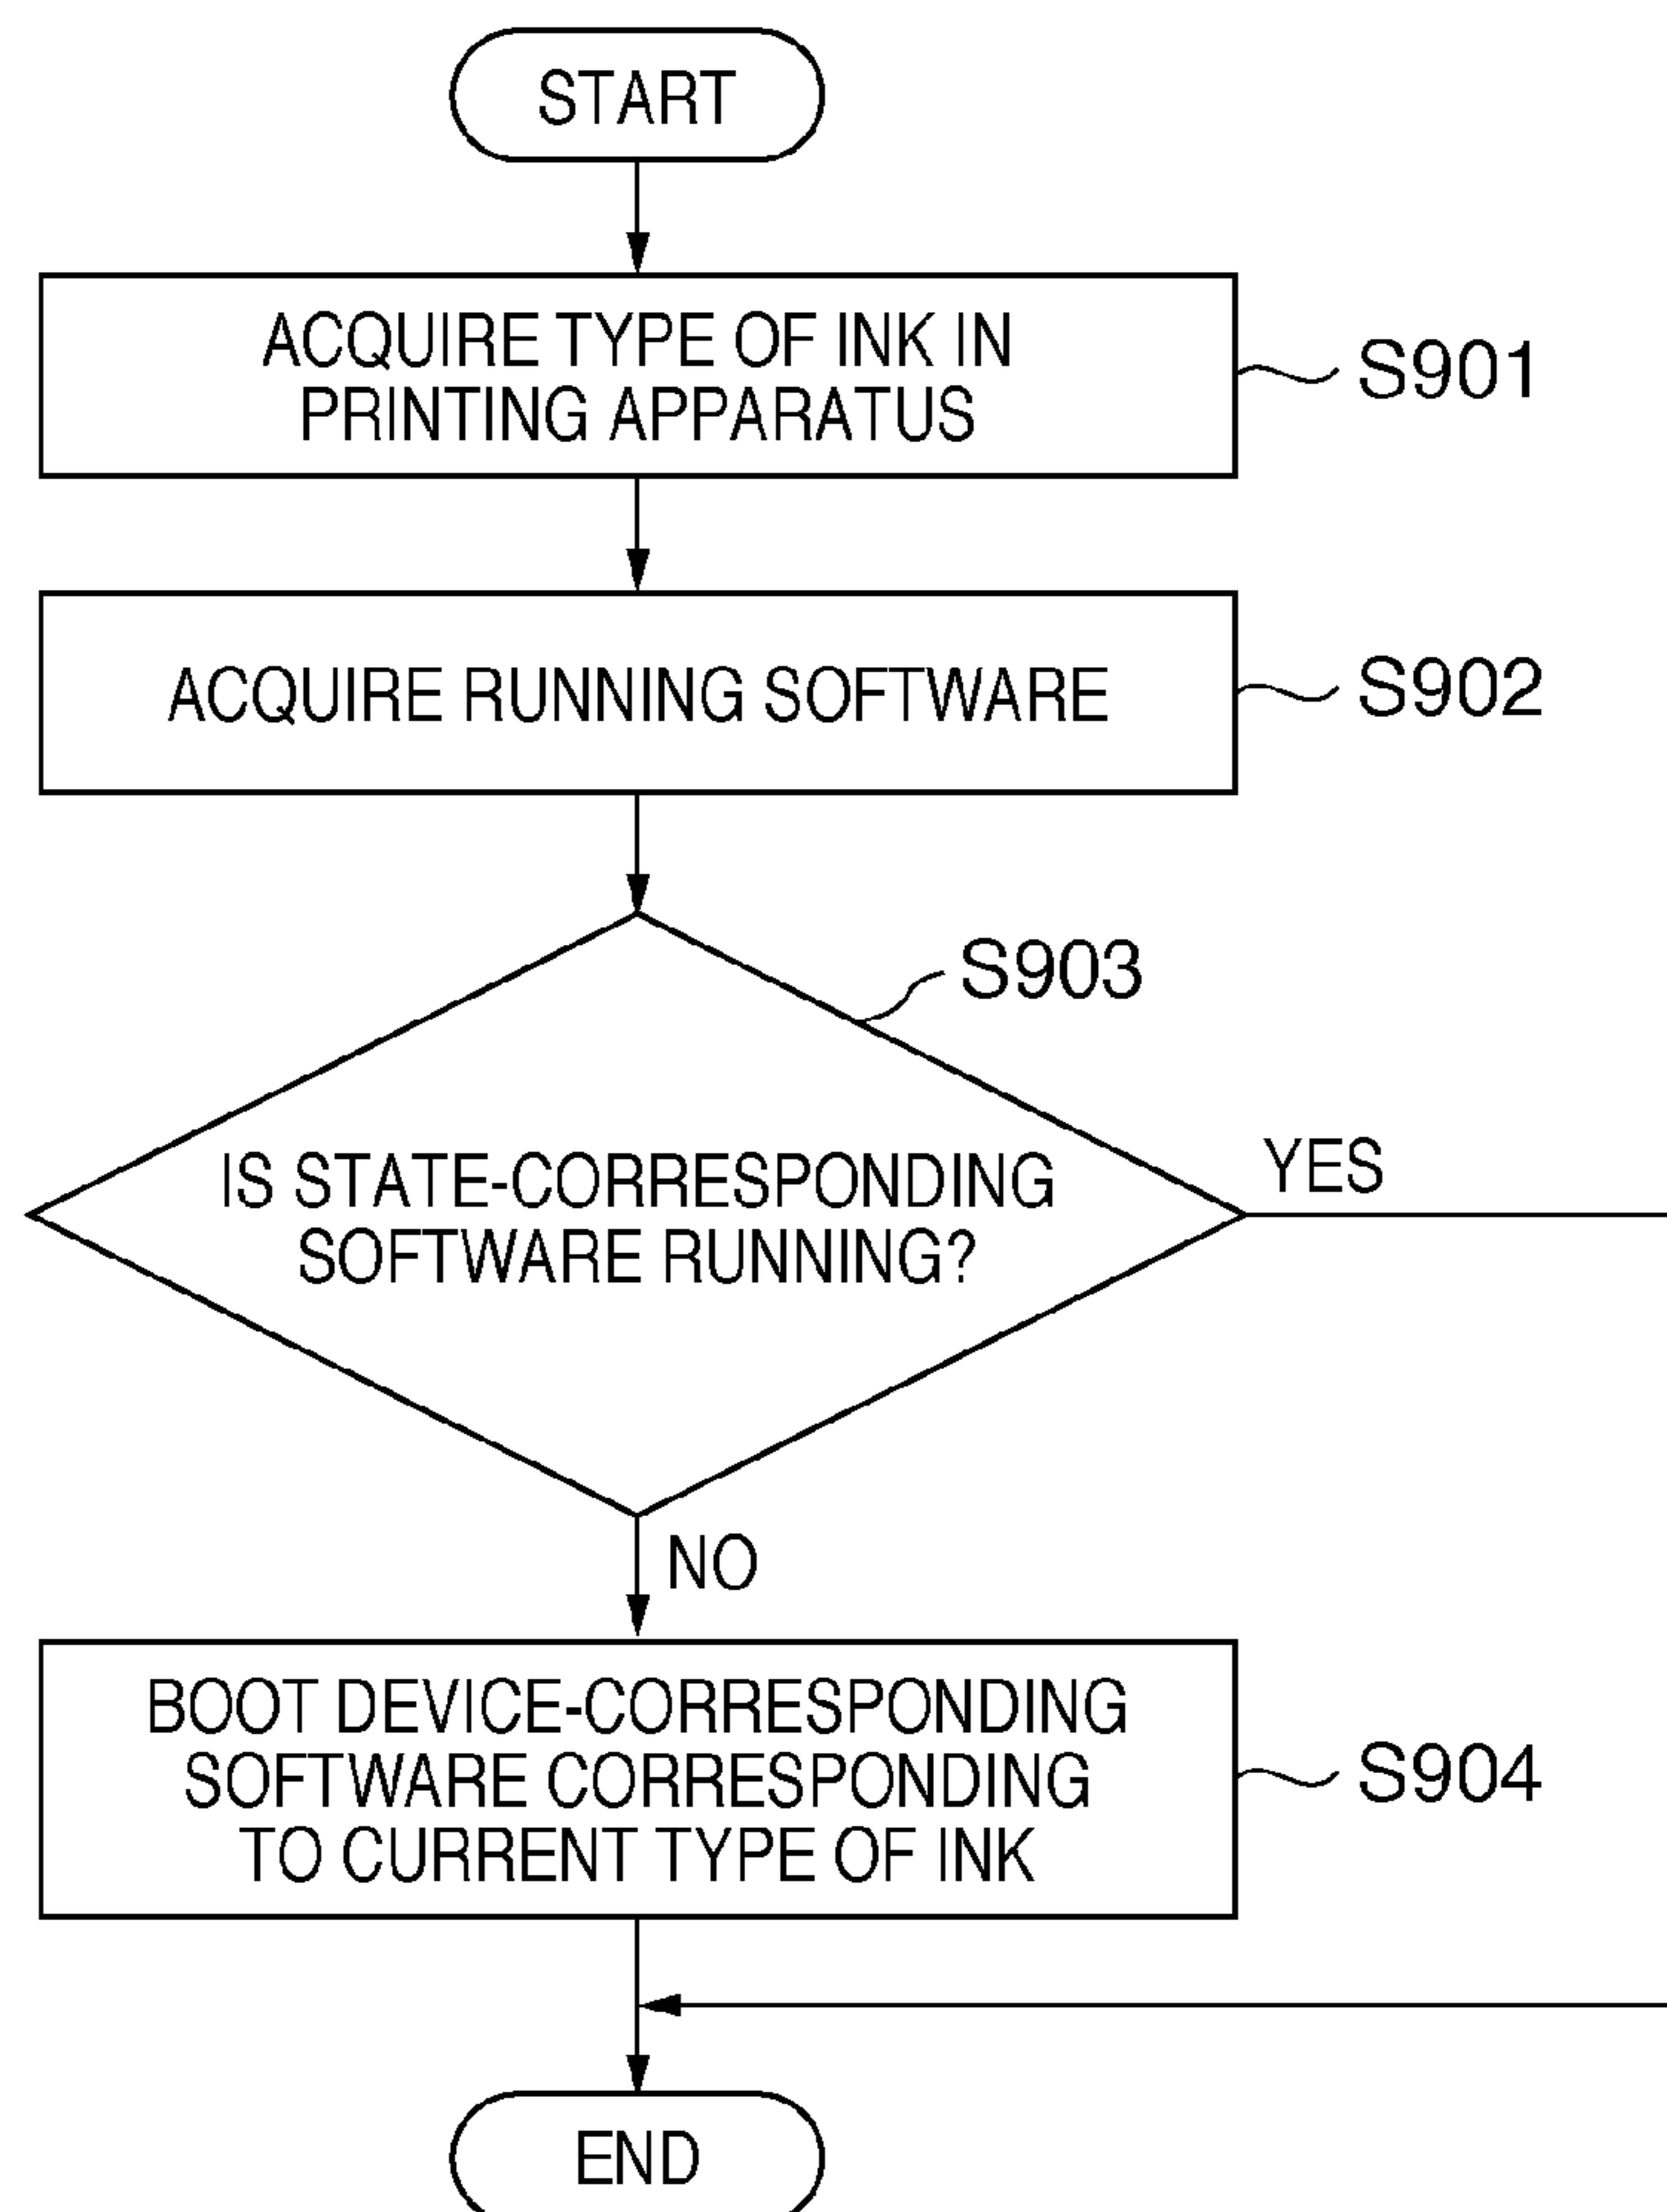 START
ACQUIRE TYPE OF INK IN
PRINTING APPARATUS
S901
ACQUIRE RUNNING SOFTWARE
S902
S903
IS STATE-CORRESPONDING
SOFTWARE RUNNING?
YES
NO
BOOT DEVICE-CORRESPONDING
SOFTWARE CORRESPONDING
TO CURRENT TYPE OF INK
S904
END